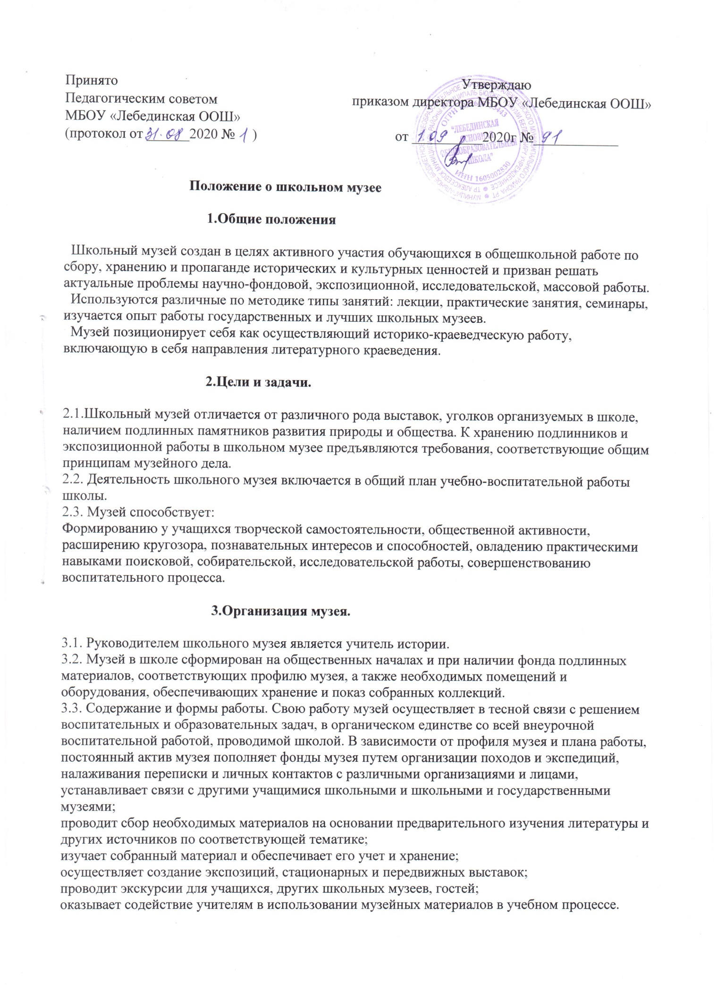 Принято
Педагогическим советом
МБОУ «Лебединская ООШ»
(протокол от 31.08 2020 № 1 )
Утверждаю
приказом директора МБОУ «Лебединская ООШ»
от 1.09 2020г № 91
"ЛЕБЕДИНСКАЯ
ОСНОВНАЯ
ОБЩЕОБРАЗОВАТЕЛЬНАЯ
ШКОЛА"
ИНН 1605002830
Положение о школьном музее
1.Общие положения
Школьный музей создан в целях активного участия обучающихся в общешкольной работе по
сбору, хранению и пропаганде исторических и культурных ценностей и призван решать
актуальные проблемы научно-фондовой, экспозиционной, исследовательской, массовой работы.
Используются различные по методике типы занятий: лекции, практические занятия, семинары,
изучается опыт работы государственных и лучших школьных музеев.
Музей позиционирует себя как осуществляющий историко-краеведческую работу,
включающую в себя направления литературного краеведения.
2.Цели и задачи.
2.1.Школьный музей отличается от различного рода выставок, уголков организуемых в школе,
наличием подлинных памятников развития природы и общества. К хранению подлинников и
экспозиционной работы в школьном музее предъявляются требования, соответствующие общим
принципам музейного дела.
2.2. Деятельность школьного музея включается в общий план учебно-воспитательной работы
школы.
2.3. Музей способствует:
Формированию у учащихся творческой самостоятельности, общественной активности,
расширению кругозора, познавательных интересов и способностей, овладению практическими
навыками поисковой, собирательской, исследовательской работы, совершенствованию
воспитательного процесса.
3.Организация музея.
3.1. Руководителем школьного музея является учитель истории.
3.2. Музей в школе сформирован на общественных началах и при наличии фонда подлинных
материалов, соответствующих профилю музея, а также необходимых помещений и
оборудования, обеспечивающих хранение и показ собранных коллекций.
3.3. Содержание и формы работы. Свою работу музей осуществляет в тесной связи с решением
воспитательных и образовательных задач, в органическом единстве со всей внеурочной
воспитательной работой, проводимой школой. В зависимости от профиля музея и плана работы,
постоянный актив музея пополняет фонды музея путем организации походов и экспедиций,
налаживания переписки и личных контактов с различными организациями и лицами,
устанавливает связи с другими учащимися школьными и школьными и государственными
музеями;
проводит сбор необходимых материалов на основании предварительного изучения литературы и
других источников по соответствующей тематике;
изучает собранный материал и обеспечивает его учет и хранение;
осуществляет создание экспозиций, стационарных и передвижных выставок;
проводит экскурсии для учащихся, других школьных музеев, гостей;
оказывает содействие учителям в использовании музейных материалов в учебном процессе.